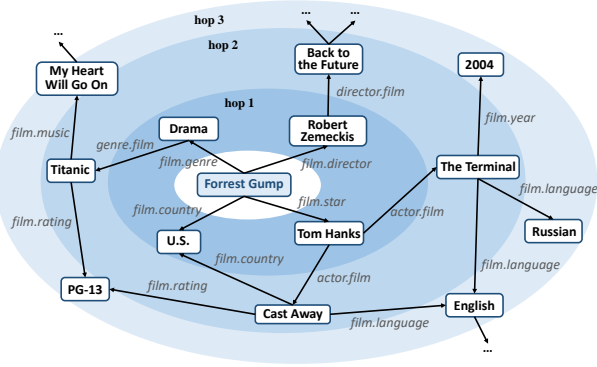 ...
hop 3
...
...
hop 2
My Heart
Will Go On
Back to
the Future
2004
hop 1
director.film
film.music
Drama
Robert
Zemeckis
film.year
genre.film
film.genre
film.director
Titanic
Forrest Gump
The Terminal
film.language
film.country
film.star
actor.film
film.rating
U.S.
Tom Hanks
Russian
film.country
actor.film
film.language
PG-13
film.rating
Cast Away
film.language
English
...